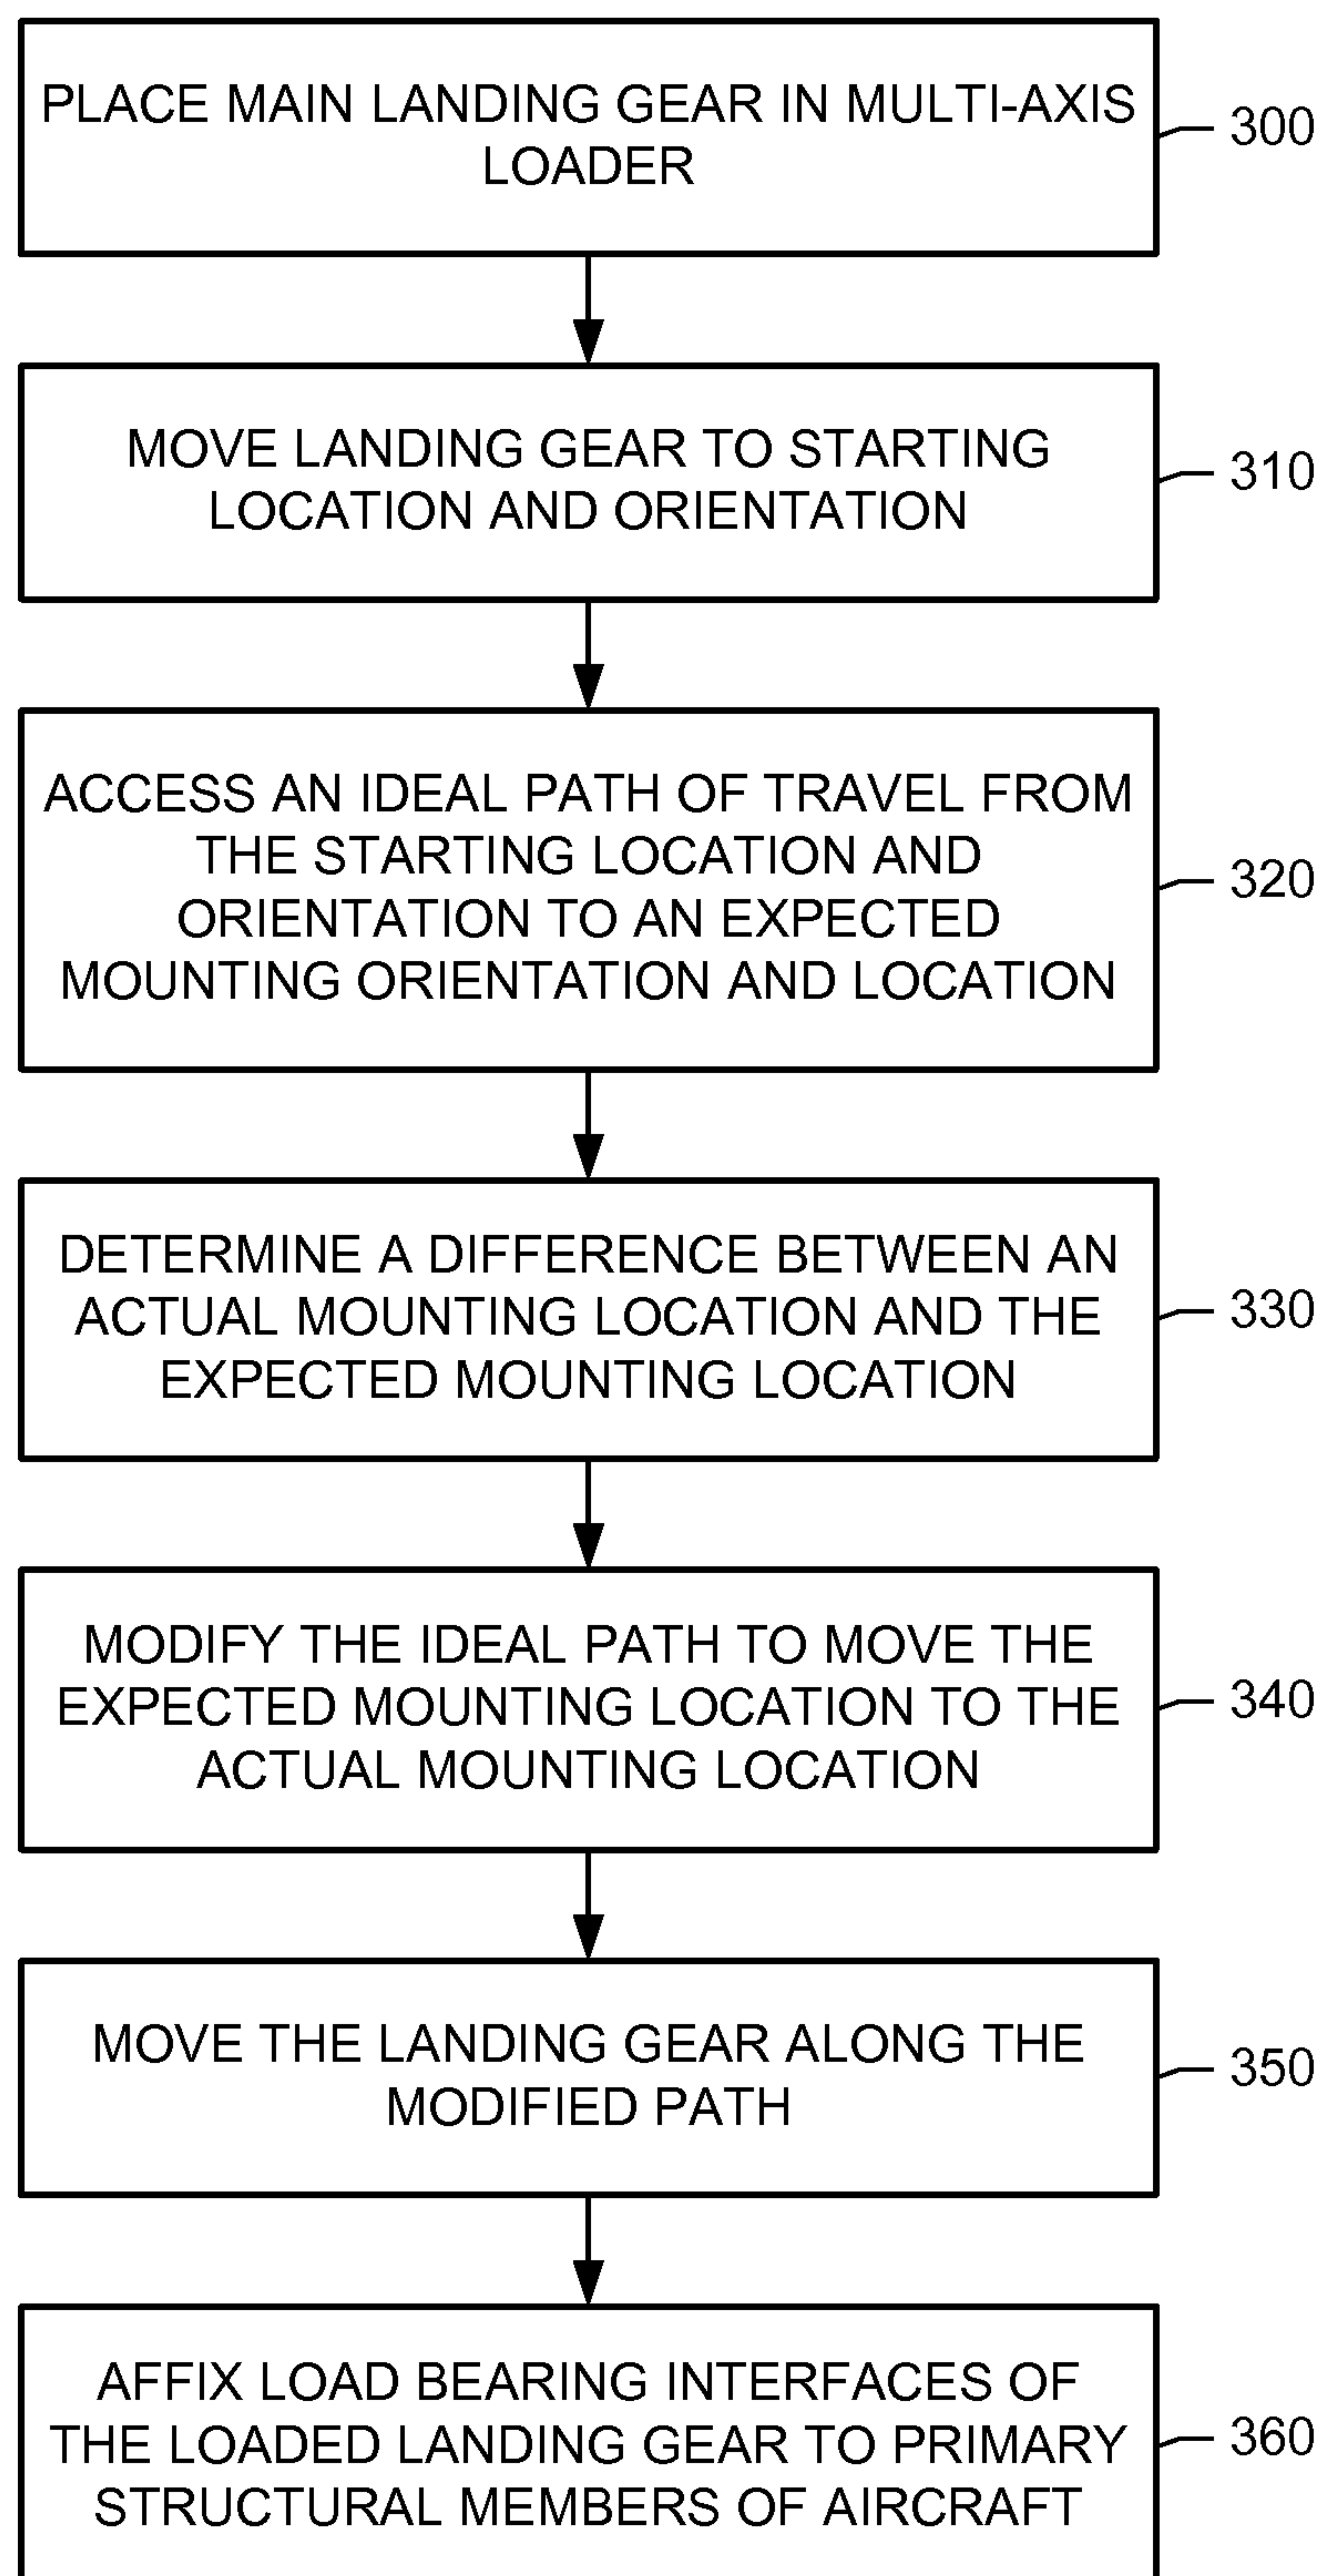 PLACE MAIN LANDING GEAR IN MULTI-AXIS
LOADER
300
MOVE LANDING GEAR TO STARTING
LOCATION AND ORIENTATION
310
ACCESS AN IDEAL PATH OF TRAVEL FROM
THE STARTING LOCATION AND
ORIENTATION TO AN EXPECTED
MOUNTING ORIENTATION AND LOCATION
320
DETERMINE A DIFFERENCE BETWEEN AN
ACTUAL MOUNTING LOCATION AND THE
EXPECTED MOUNTING LOCATION
330
MODIFY THE IDEAL PATH TO MOVE THE
EXPECTED MOUNTING LOCATION TO THE
ACTUAL MOUNTING LOCATION
340
MOVE THE LANDING GEAR ALONG THE
MODIFIED PATH
350
AFFIX LOAD BEARING INTERFACES OF
THE LOADED LANDING GEAR TO PRIMARY
STRUCTURAL MEMBERS OF AIRCRAFT
360